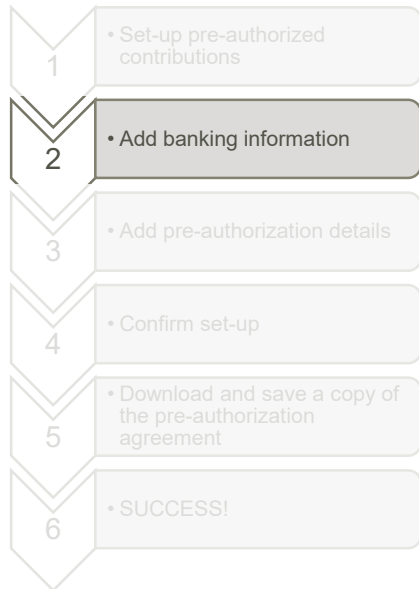 1
• Set-up pre-authorized
contributions
2
• Add banking information
3
• Add pre-authorization details
4
• Confirm set-up
5
• Download and save a copy of
the pre-authorization
agreement
6
• SUCCESS!